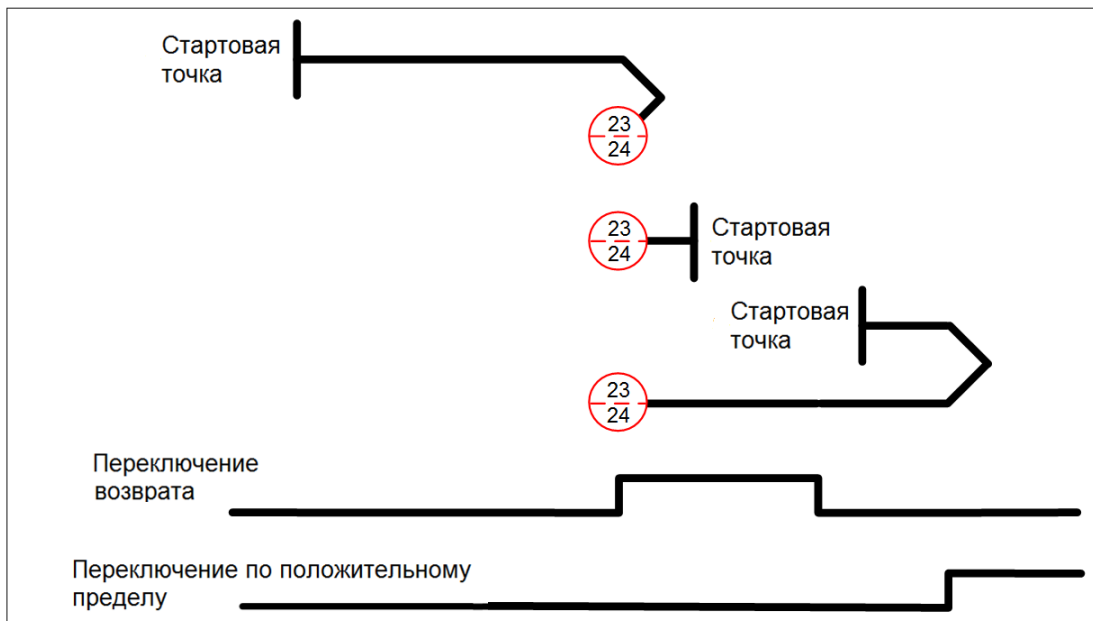 Стартовая
точка
23
24
23
24
Стартовая
точка
Стартовая
точка
23
24
Переключение
возврата
Переключение по положительному
пределу